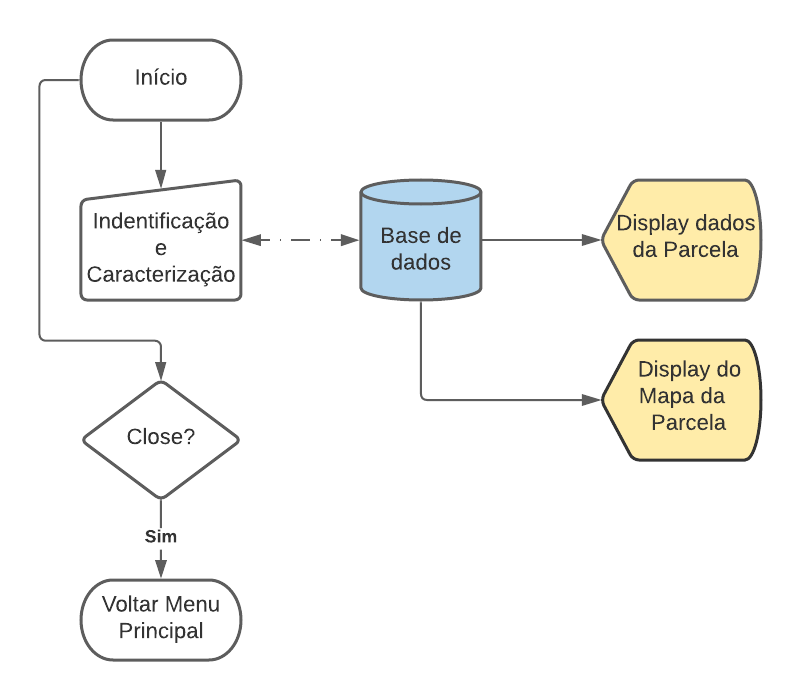 Início
Indentificação
e
Caracterização
Base de
dados
Display dados
da Parcela
Display do
Mapa da
Parcela
Close?
Sim
Voltar Menu
Principal